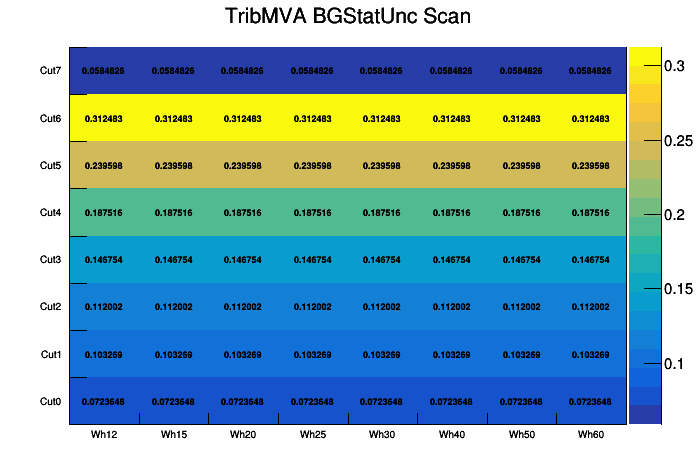 TribMVA BGStatUnc Scan
Cut7 0.0584826 0.0584826 0.0584826 0.0584826 0.0584826 0.0584826 0.0584826 0.0584826
Cut6 0.312483 0.312483 0.312483 0.312483 0.312483 0.312483 0.312483 0.312483
Cut5 0.239598 0.239598 0.239598 0.239598 0.239598 0.239598 0.239598 0.239598
Cut4 0.187516 0.187516 0.187516 0.187516 0.187516 0.187516 0.187516 0.187516
Cut3 0.146754 0.146754 0.146754 0.146754 0.146754 0.146754 0.146754 0.146754
Cut2 0.112002 0.112002 0.112002 0.112002 0.112002 0.112002 0.112002 0.112002
Cut1 0.103269 0.103269 0.103269 0.103269 0.103269 0.103269 0.103269 0.103269
Cut0 0.0723648 0.0723648 0.0723648 0.0723648 0.0723648 0.0723648 0.0723648 0.0723648
Wh12 Wh15 Wh20 Wh25 Wh30 Wh40 Wh50 Wh60
0.3
0.25
0.2
0.15
0.1